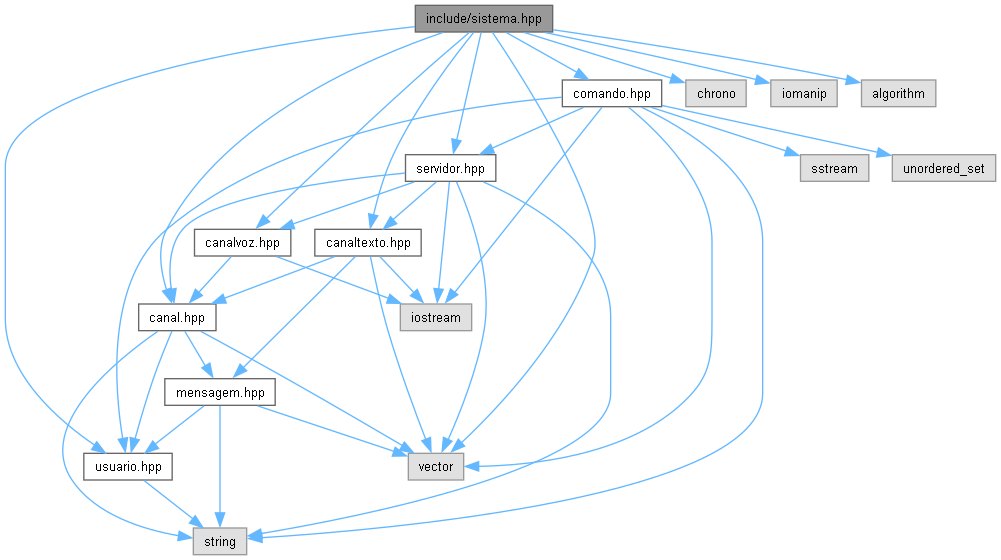 include/sistema.hpp
comando.hpp
chrono
iomanip
algorithm
servidor.hpp
sstream
unordered_set
canalvoz.hpp
canaltexto.hpp
canal.hpp
iostream
mensagem.hpp
usuario.hpp
vector
string